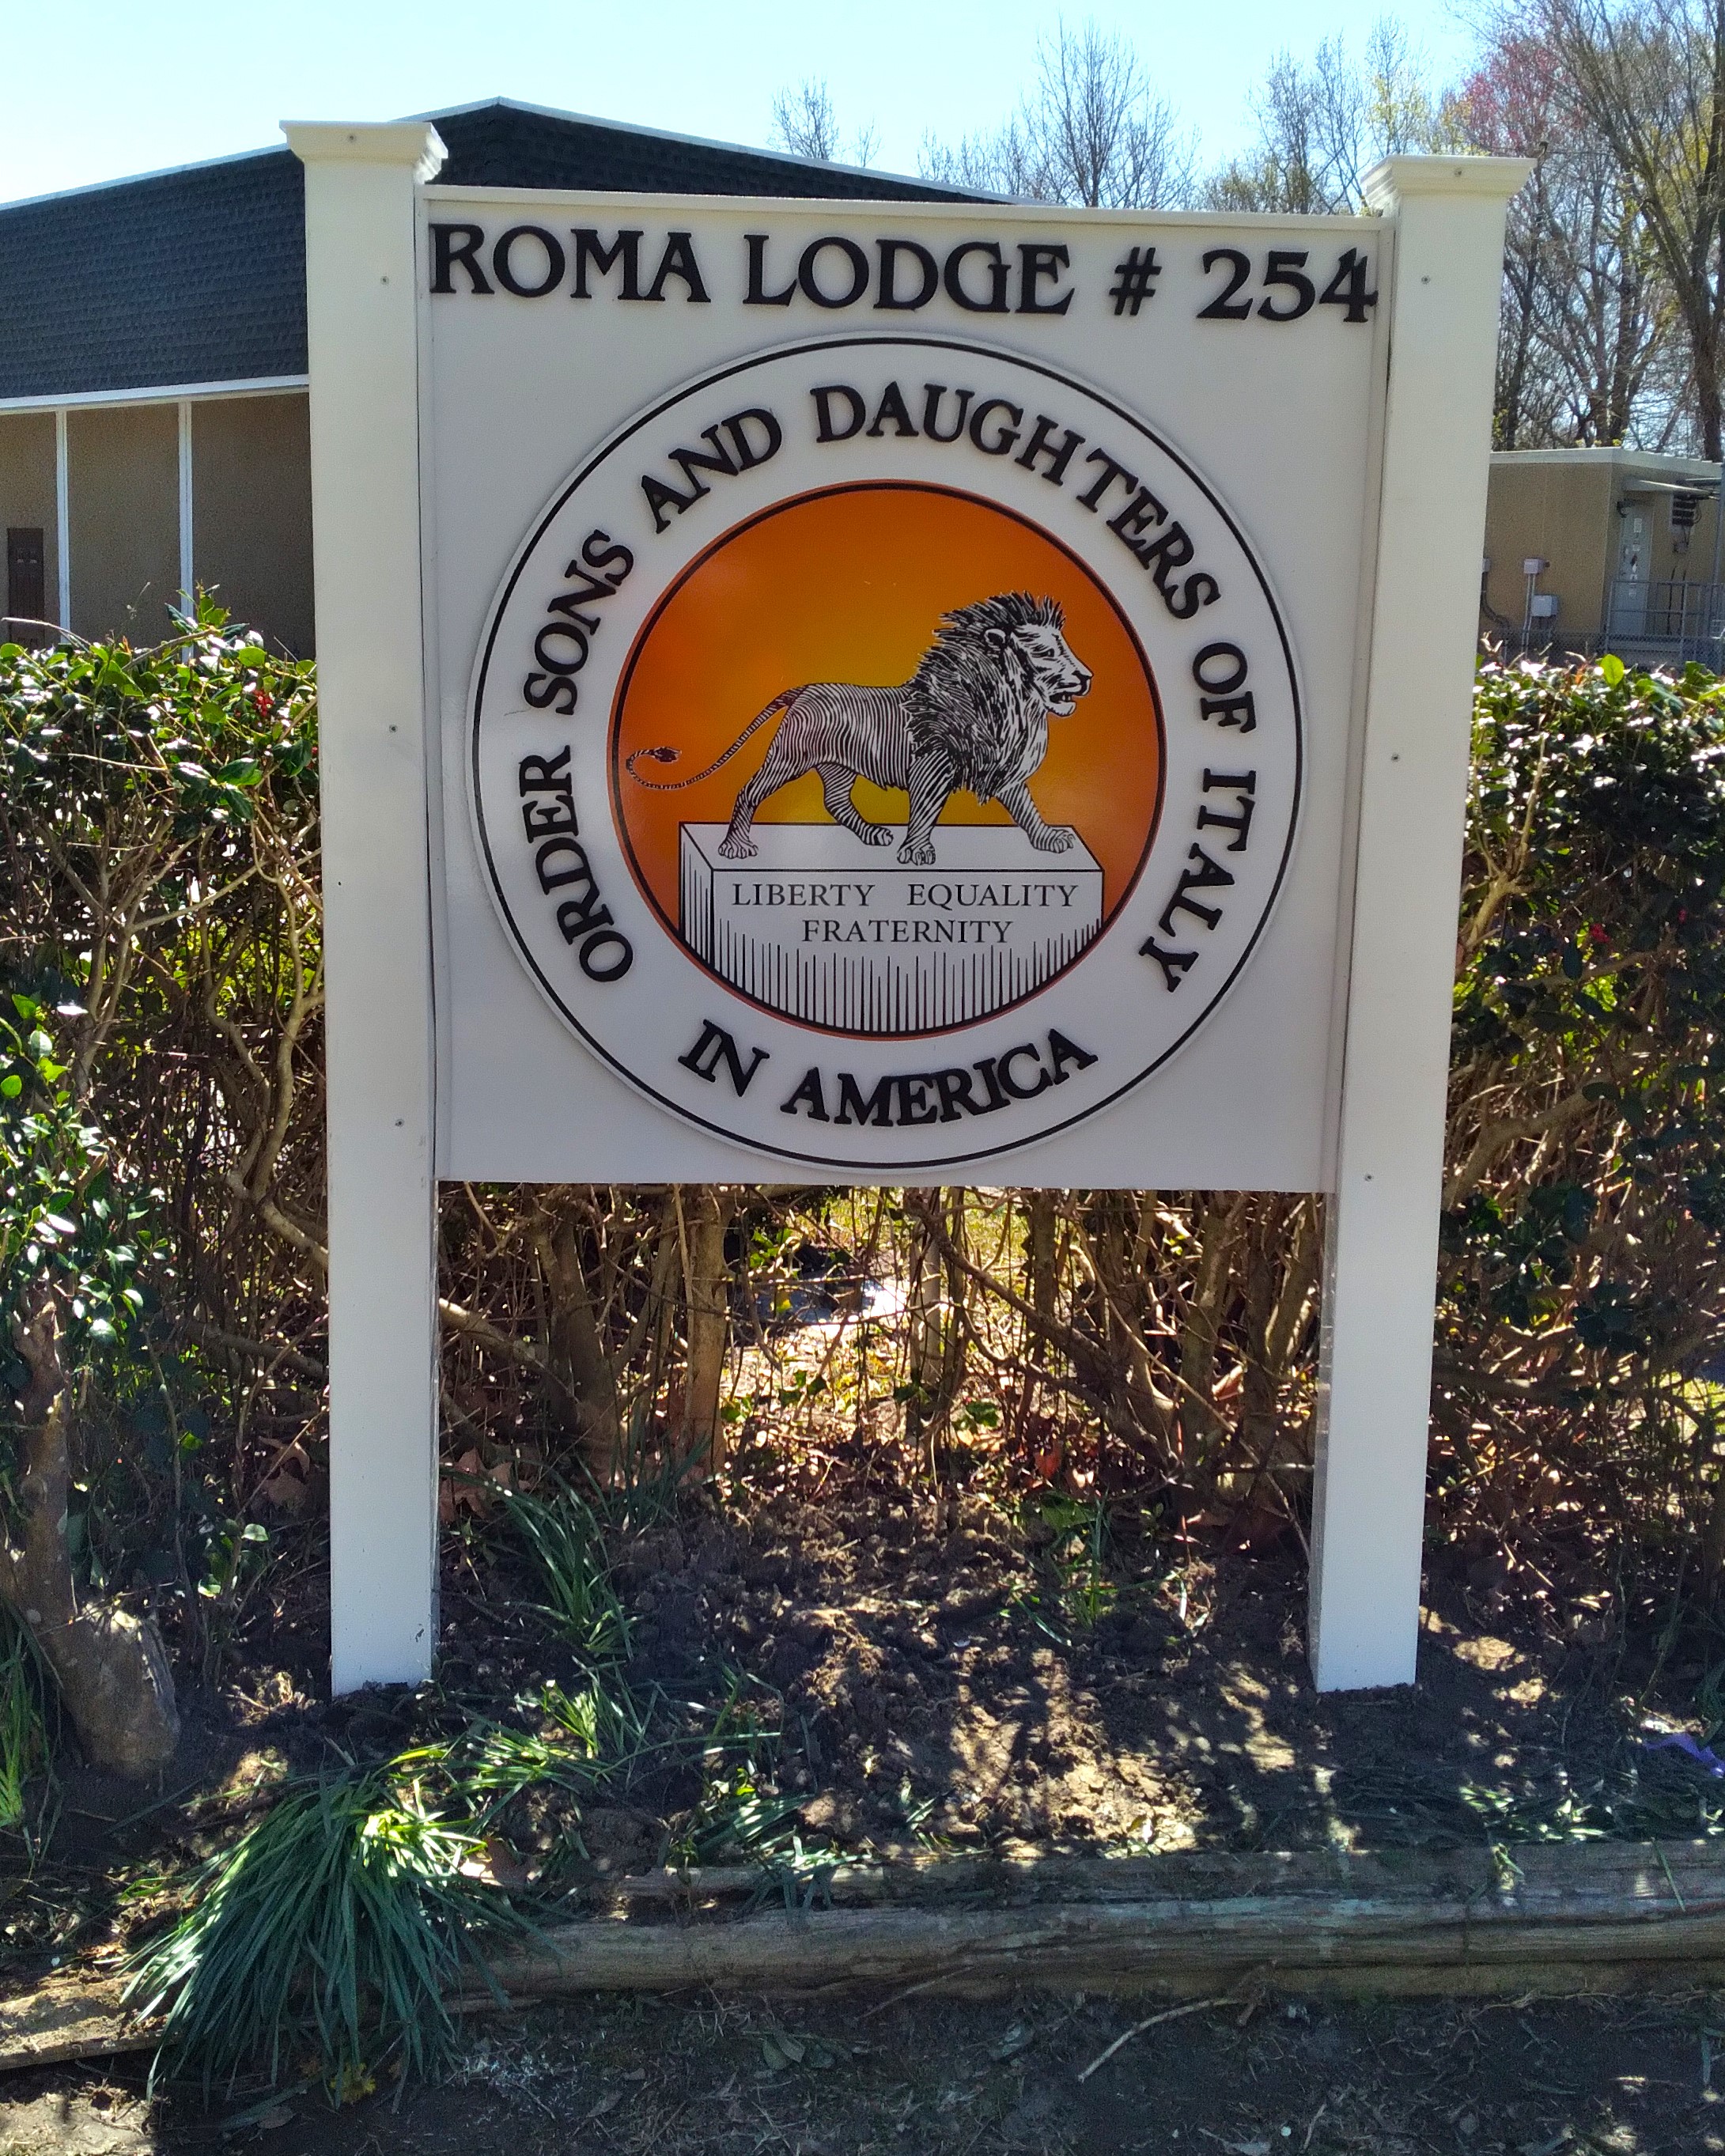 ROMA LODGE # 254
ORDER SONS AND DAUGHTERS OF ITALY
IN AMERICA
LIBERTY EQUALITY
FRATERNITY